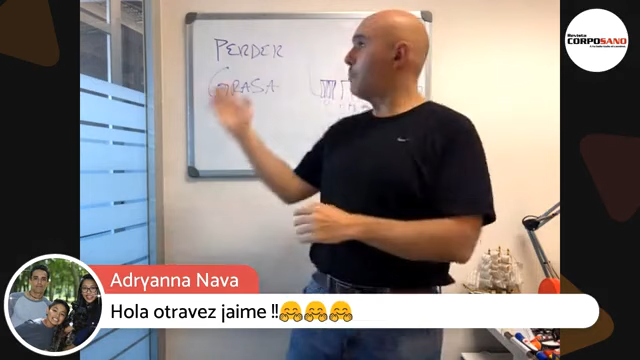 Revista
CORPOSANO
PERDER
GRASA
Adryanna Nava
Hola otravez jaime !!🤗🤗🤗